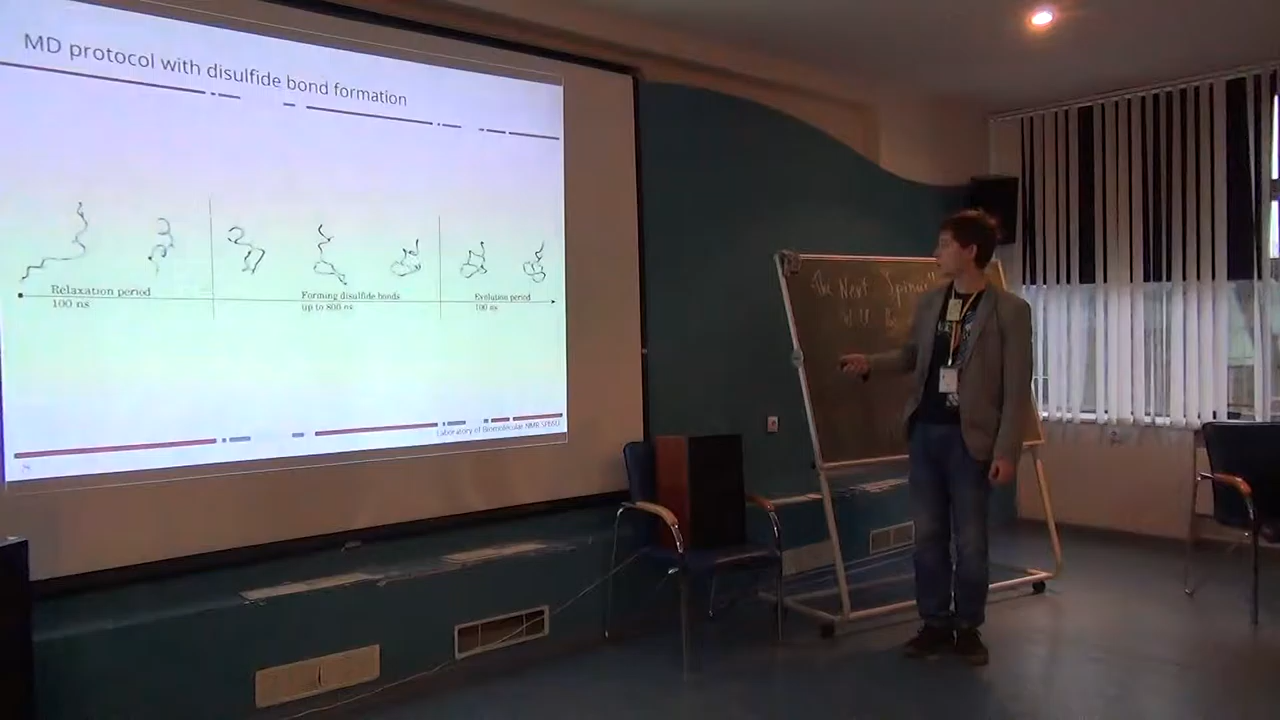 MD protocol with disulfide bond formation
Relaxation period
100 ns
Forming disulfide bonds
up to 800 ns
Evolution period
100 ns
Laboratory of Biomolecular NMR SPbSU
8
The Next